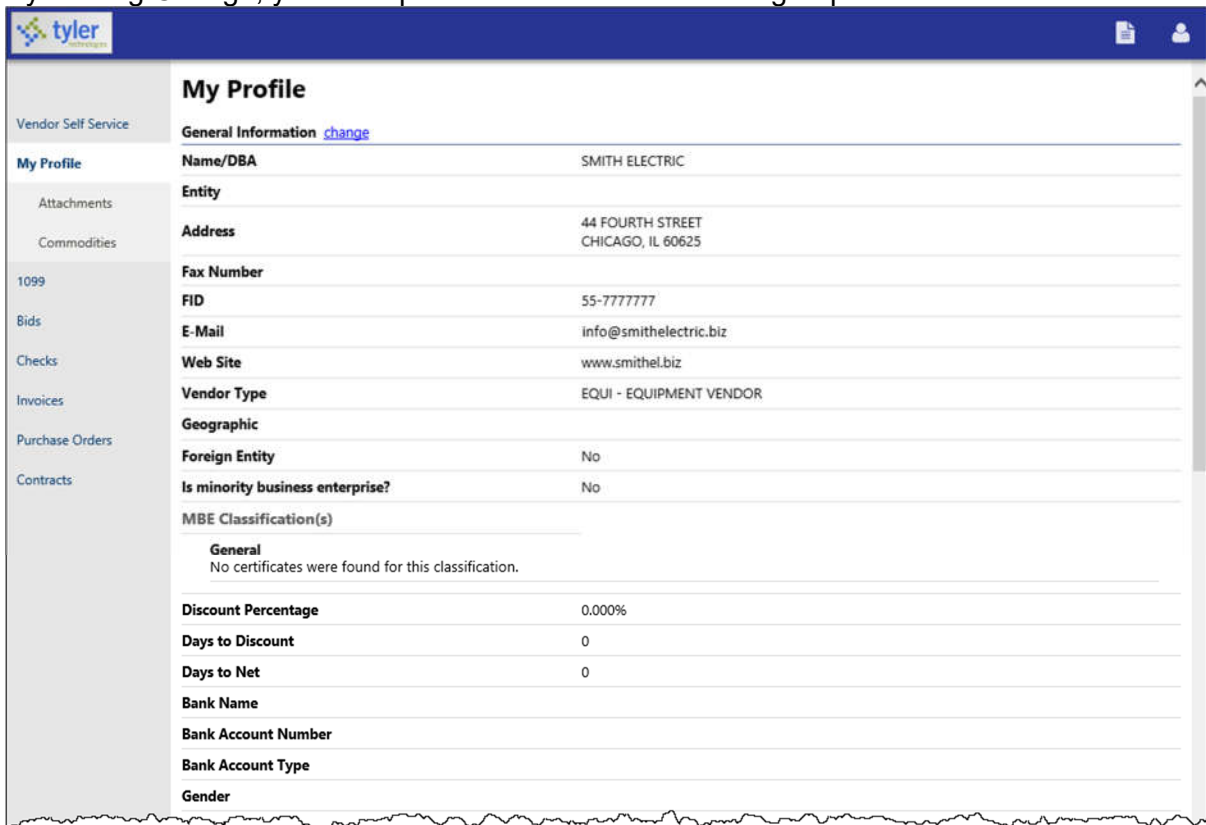 tyler
technologies
Vendor Self Service
My Profile
Attachments
Commodities
1099
Bids
Checks
Invoices
Purchase Orders
Contracts
My Profile
General Information change
Name/DBA SMITH ELECTRIC
Entity
Address 44 FOURTH STREET
CHICAGO, IL 60625
Fax Number
FID 55-7777777
E-Mail info@smithelectric.biz
Web Site www.smithel.biz
Vendor Type EQUI - EQUIPMENT VENDOR
Geographic
Foreign Entity No
Is minority business enterprise? No
MBE Classification(s)
General
No certificates were found for this classification.
Discount Percentage 0.000%
Days to Discount 0
Days to Net 0
Bank Name
Bank Account Number
Bank Account Type
Gender